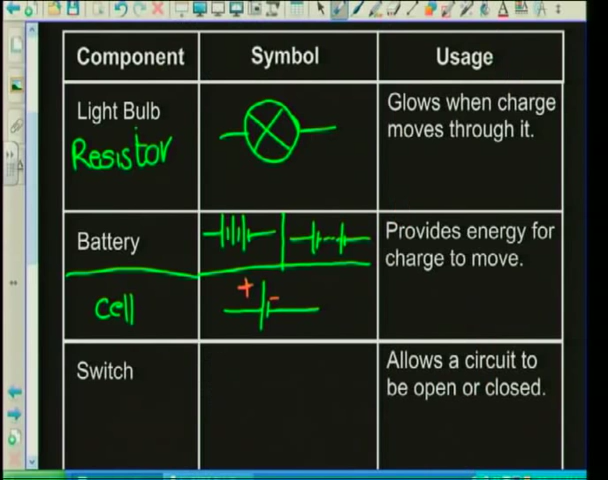 Component
Symbol
Usage
Light Bulb
Resistor
Glows when charge
moves through it.
Battery
Provides energy for
charge to move.
Cell
+ -
Switch
Allows a circuit to
be open or closed.